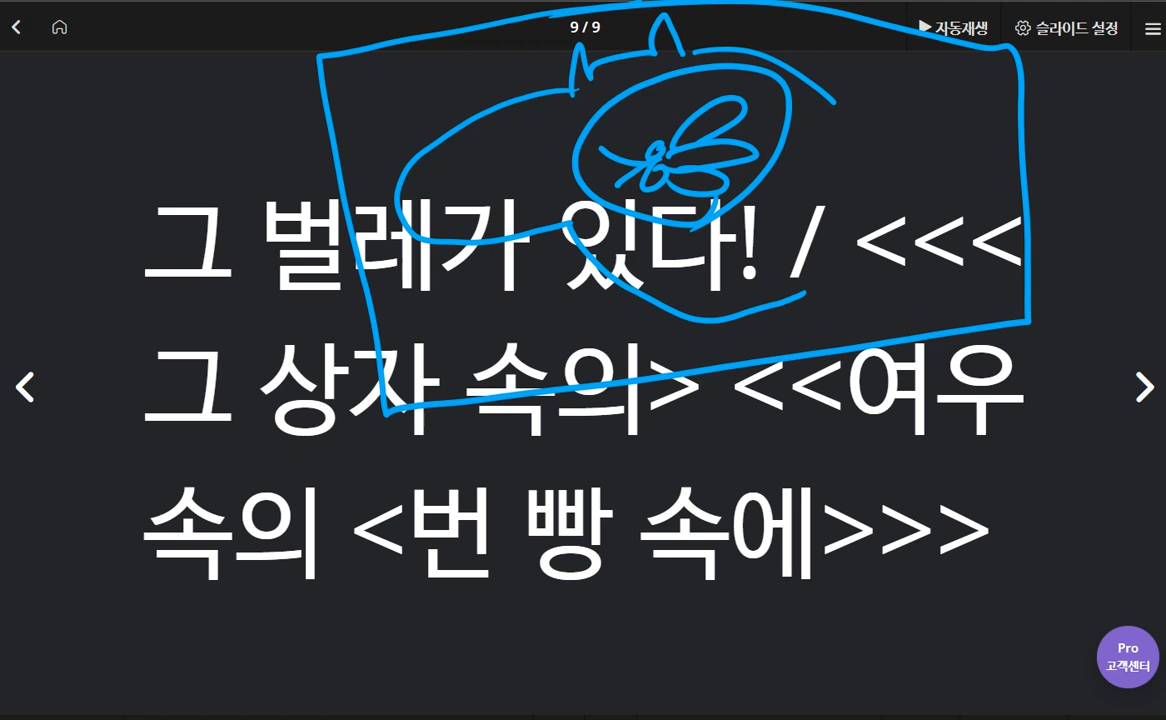 9 / 9
자동재생
슬라이드 설정
그 벌레가 있다! / <<<
그 상자 속의> <<여우
속의 <번 빵 속에>>>
Pro
고객센터